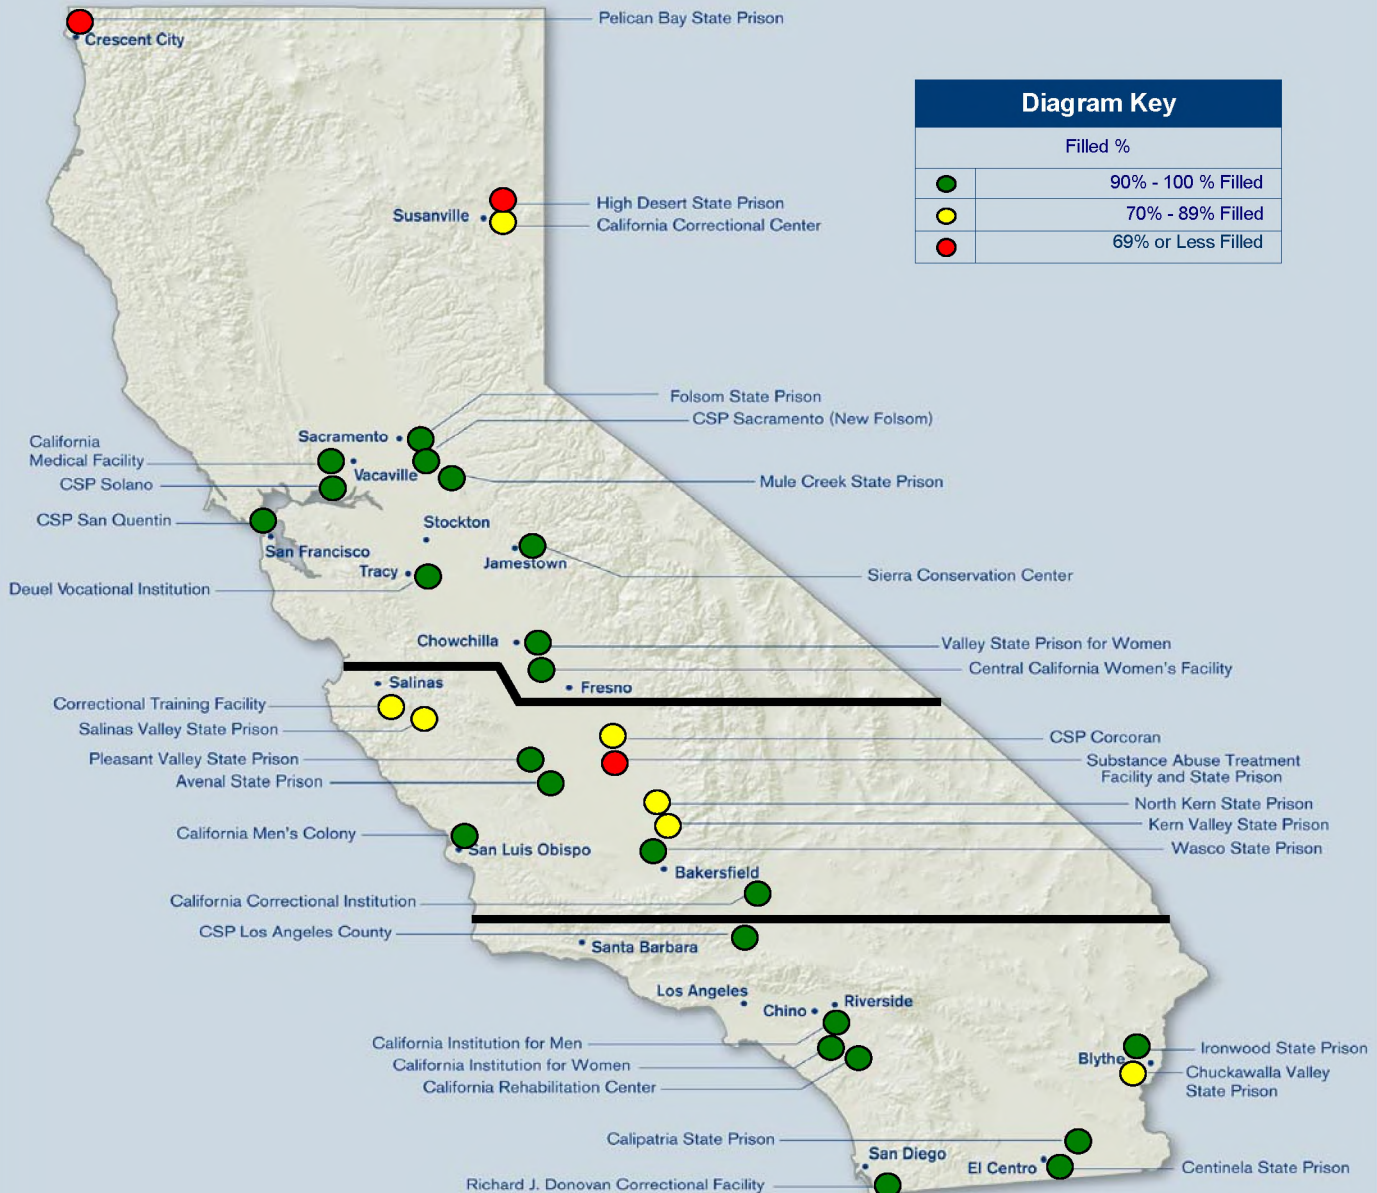 Pelican Bay State Prison
Crescent City
Diagram Key
Filled %
90% - 100 % Filled
70% - 89% Filled
69% or Less Filled
High Desert State Prison
Susanville
California Correctional Center
Folsom State Prison
CSP Sacramento (New Folsom)
Sacramento
California
Medical Facility
Vacaville
CSP Solano
Mule Creek State Prison
CSP San Quentin
Stockton
San Francisco
Jamestown
Tracy
Sierra Conservation Center
Deuel Vocational Institution
Chowchilla
Valley State Prison for Women
Central California Women's Facility
Salinas
Fresno
Correctional Training Facility
Salinas Valley State Prison
CSP Corcoran
Pleasant Valley State Prison
Substance Abuse Treatment
Facility and State Prison
Avenal State Prison
North Kern State Prison
Kern Valley State Prison
California Men's Colony
San Luis Obispo
Wasco State Prison
Bakersfield
California Correctional Institution
CSP Los Angeles County
Santa Barbara
Los Angeles
Riverside
Chino
California Institution for Men
Ironwood State Prison
Blythe
California Institution for Women
Chuckawalla Valley
State Prison
California Rehabilitation Center
Calipatria State Prison
San Diego
El Centro
Centinela State Prison
Richard J. Donovan Correctional Facility